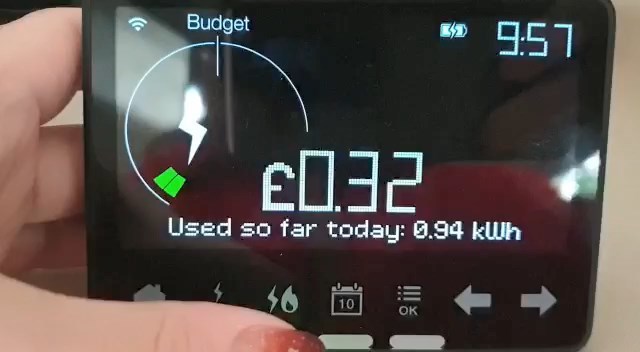 Budget
9:57
£0.32
Used so far today: 0.94 kWh
10
OK